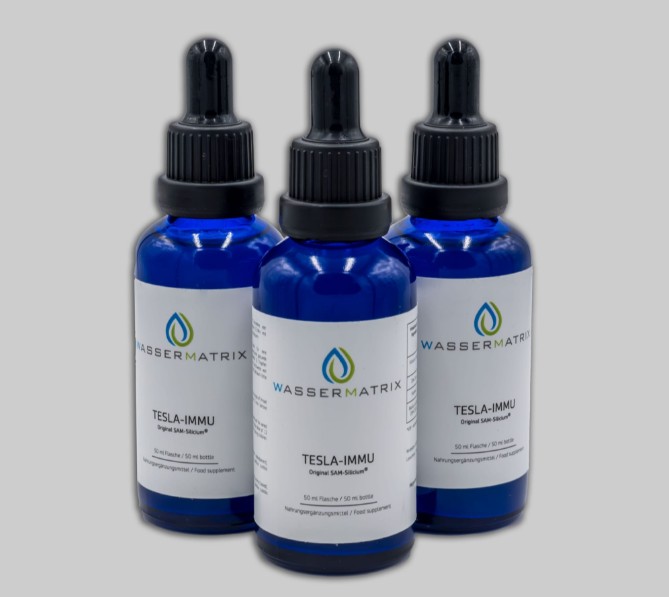 WASSERMATRIX
TESLA-IMMU
Original SAM-Silicium®
50 ml Flasche / 50 ml bottle
Nahrungsergänzungsmittel / Food supplement
WASSERMATRIX
TESLA-IMMU
Original SAM-Silicium®
50 ml Flasche / 50 ml bottle
Nahrungsergänzungsmittel / Food supplement
WASSERMATRIX
TESLA-IMMU
Original SAM-Silicium®
50 ml Flasche / 50 ml bottle
Nahrungsergänzungsmittel / Food supplement